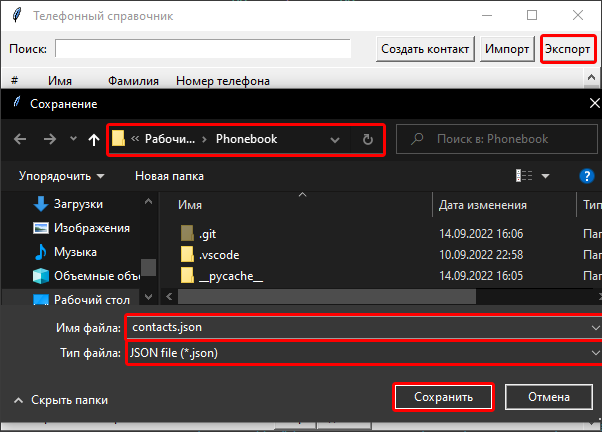 Телефонный справочник
Поиск: Создать контакт Импорт Экспорт
# Имя Фамилия Номер телефона
Сохранение
« Рабочи... › Phonebook Поиск в: Phonebook
Упорядочить Новая папка
Имя Дата изменения Тип
Загрузки
Изображения
Музыка
Объемные объ
Рабочий стол
.git 14.09.2022 16:06 Пап
.vscode 10.09.2022 22:58 Пап
__pycache__ 14.09.2022 16:05 Пап
Имя файла: contacts.json
Тип файла: JSON file (*.json)
Скрыть папки Сохранить Отмена